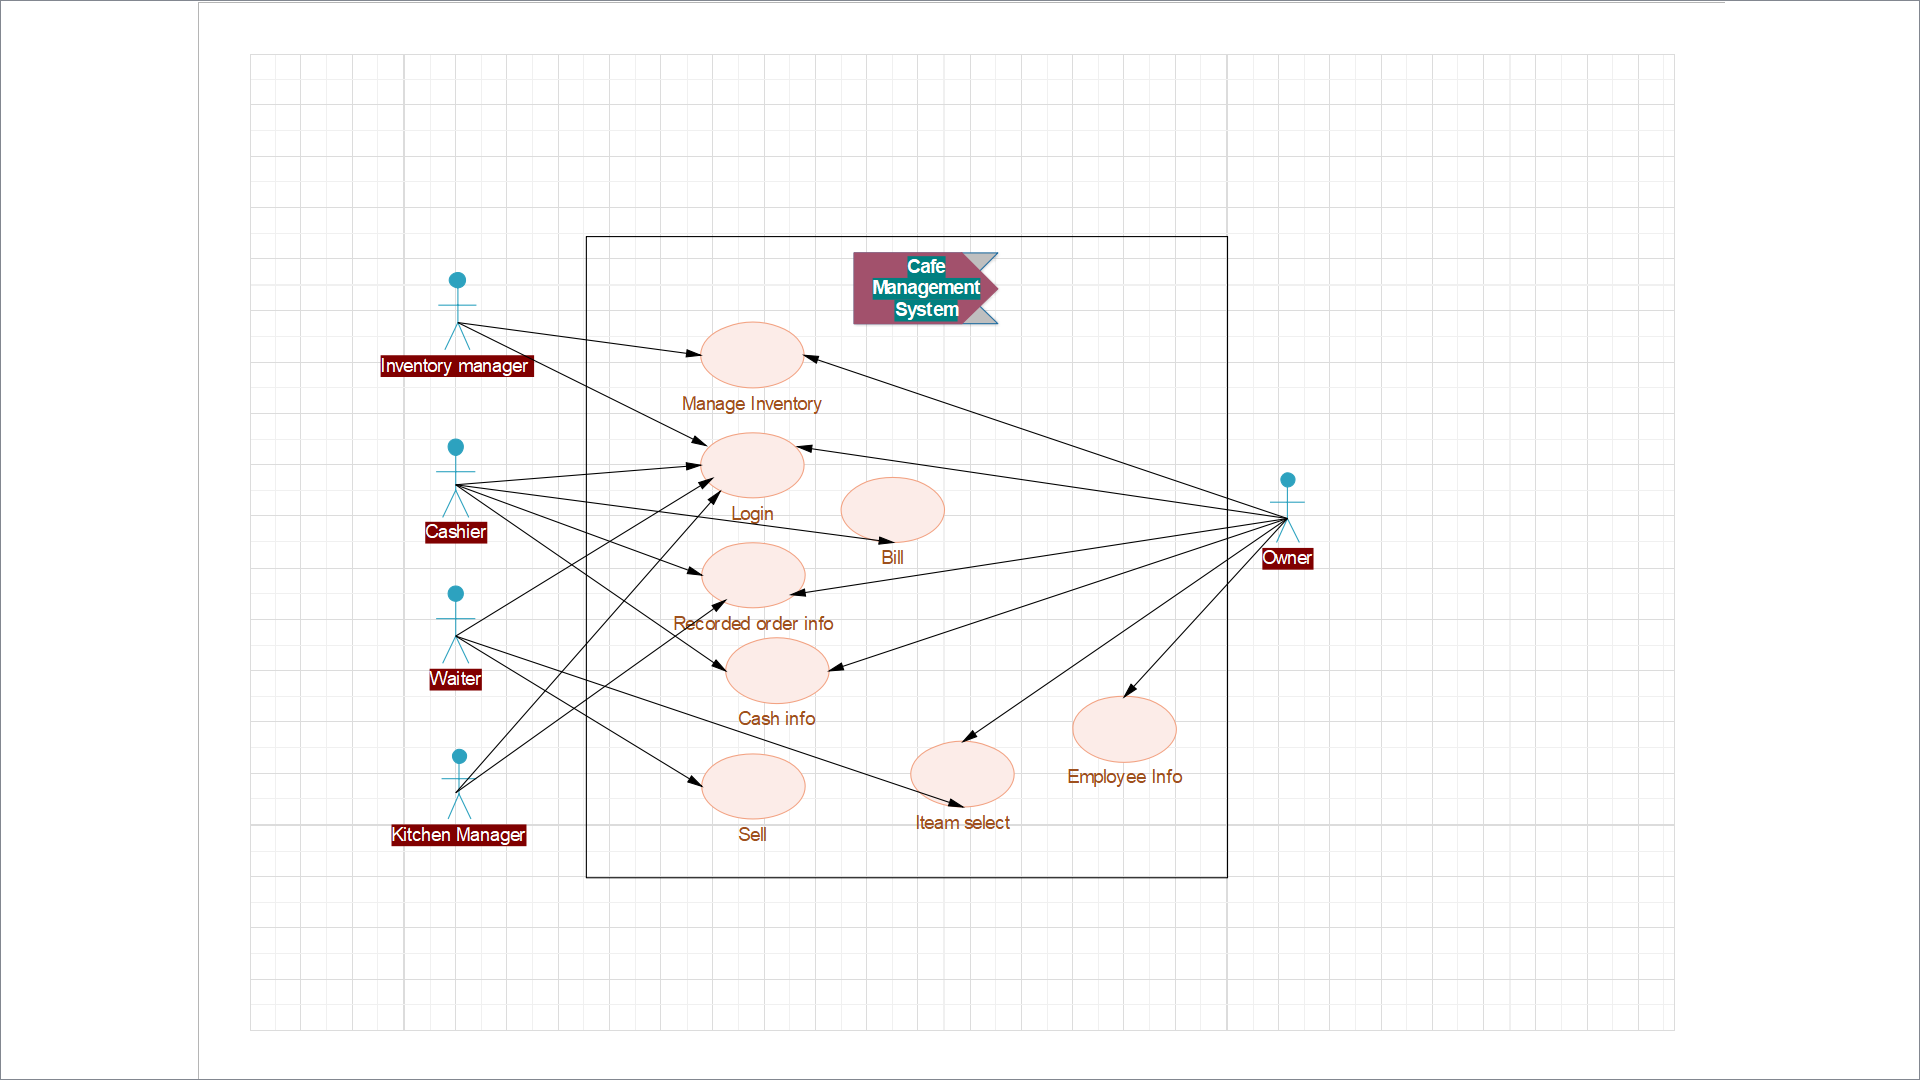 Cafe
Management
System
Inventory manager
Manage Inventory
Login
Cashier
Bill
Owner
Recorded order info
Waiter
Cash info
Employee Info
Iteam select
Sell
Kitchen Manager